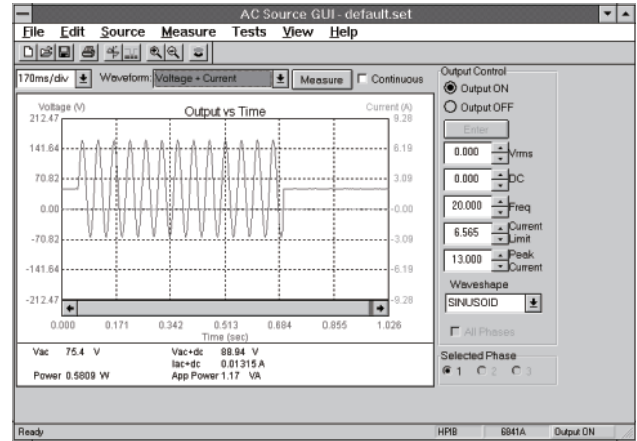 AC Source GUI - default.set
File Edit Source Measure Tests View Help
170ms/div Waveform: Voltage + Current Measure Continuous
Voltage (V) Output vs Time Current (A)
212.47 9.28
141.64 6.19
70.82 3.09
0.00 -0.00
-70.82 -3.09
-141.64 -6.19
-212.47 -9.28
0.000 0.171 0.342 0.513 0.684 0.855 1.026
Time (sec)
Vac 75.4 V Vac+dc 88.94 V
Iac+dc 0.01315 A
Power 0.5809 W App Power 1.17 VA
Output Control
Output ON
Output OFF
Enter
0.000 Vrms
0.000 DC
20.000 Freq
6.565 Current Limit
13.000 Peak Current
Waveshape
SINUSOID
All Phases
Selected Phase
1 2 3
Ready HPIB 6841A Output ON